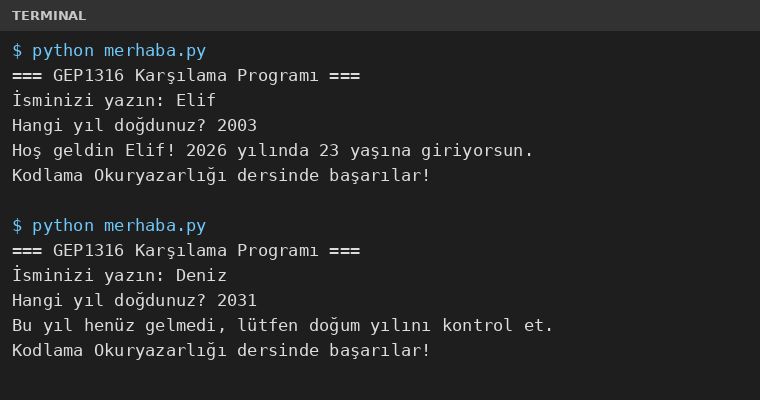 TERMINAL
$ python merhaba.py
=== GEP1316 Karşılama Programı ===
İsminizi yazın: Elif
Hangi yıl doğdunuz? 2003
Hoş geldin Elif! 2026 yılında 23 yaşına giriyorsun.
Kodlama Okuryazarlığı dersinde başarılar!
$ python merhaba.py
=== GEP1316 Karşılama Programı ===
İsminizi yazın: Deniz
Hangi yıl doğdunuz? 2031
Bu yıl henüz gelmedi, lütfen doğum yılını kontrol et.
Kodlama Okuryazarlığı dersinde başarılar!